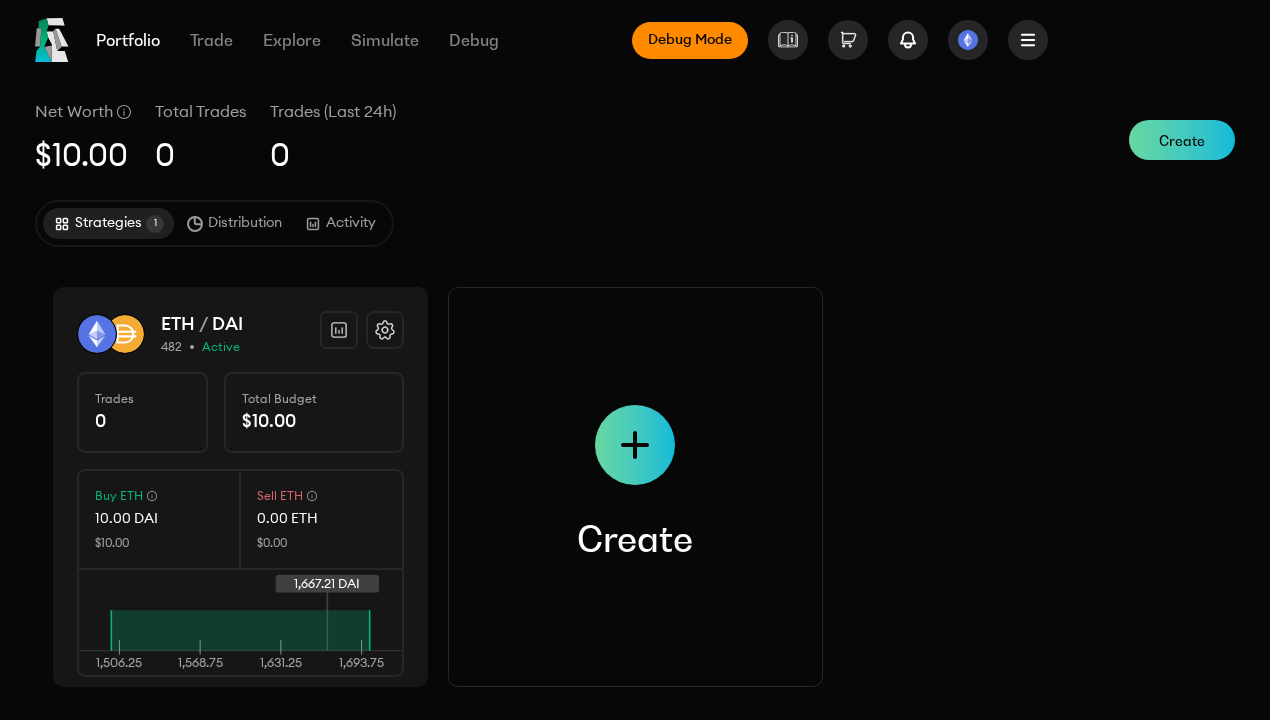 Portfolio
Trade
Explore
Simulate
Debug
Debug Mode
Net Worth
Total Trades
Trades (Last 24h)
$10.00
0
0
Create
Strategies 1
Distribution
Activity
ETH / DAI
482 • Active
Trades
0
Total Budget
$10.00
Buy ETH
10.00 DAI
$10.00
Sell ETH
0.00 ETH
$0.00
1,667.21 DAI
1,506.25
1,568.75
1,631.25
1,693.75
Create